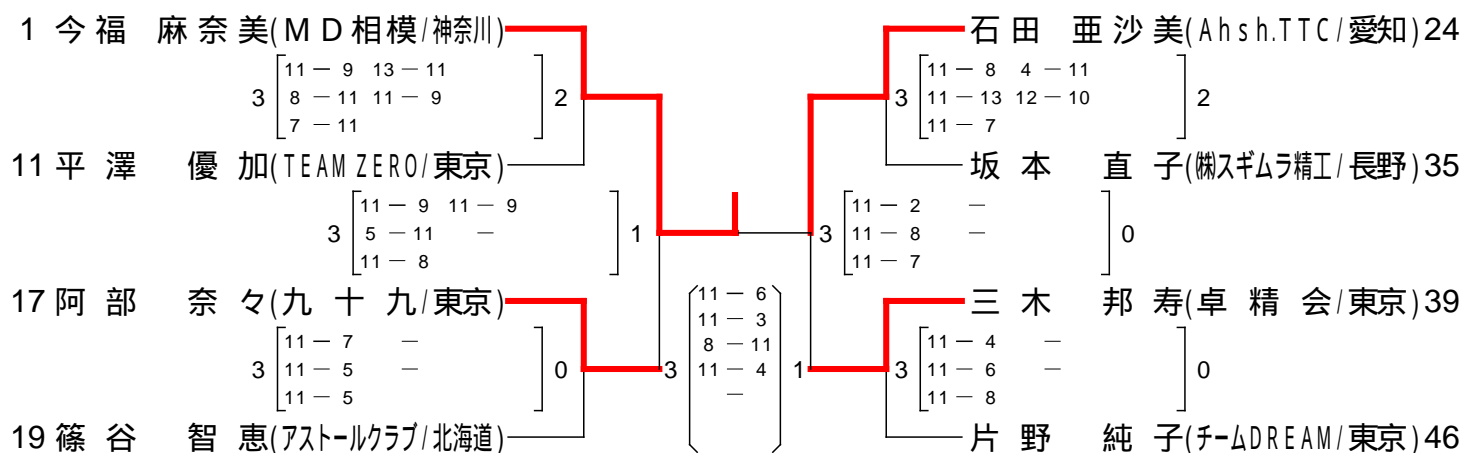 1 今福 麻奈美(MD相模/神奈川)
石田 亜沙美(Ahsh.TTC/愛知)24
3 11－9 13－11 2
8－11 11－9
7－11
3 11－8 4－11 2
11－13 12－10
11－7
11 平澤 優加(TEAM ZERO/東京)
坂本 直子(㈱スギムラ精工/長野)35
3 11－9 11－9 1
5－11 －
11－8
3 11－2 － 0
11－8 －
11－7
17 阿部 奈々(九十九/東京)
三木 邦寿(卓精会/東京)39
3 11－7 － 0
11－5 －
11－5
3 11－6 1
11－3
8－11
11－4
－
3 11－4 － 0
11－6 －
11－8
19 篠谷 智恵(アストールクラブ/北海道)
片野 純子(チームDREAM/東京)46